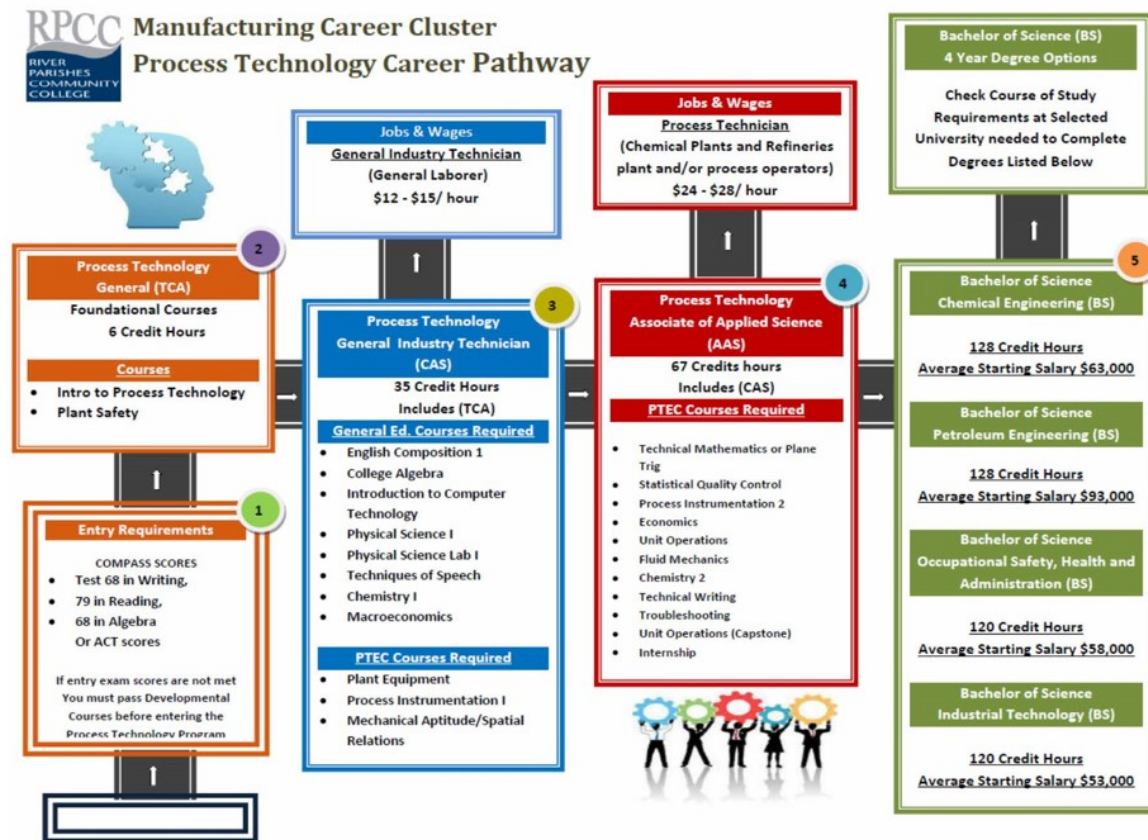 RPCC
RIVER
PARISHES
COMMUNITY
COLLEGE
Manufacturing Career Cluster
Process Technology Career Pathway
2
Process Technology
General (TCA)
Foundational Courses
6 Credit Hours
Courses
• Intro to Process Technology
• Plant Safety
1
Entry Requirements
COMPASS SCORES
• Test 68 in Writing,
• 79 in Reading,
• 68 in Algebra
Or ACT scores
If entry exam scores are not met
You must pass Developmental
Courses before entering the
Process Technology Program
Jobs & Wages
General Industry Technician
(General Laborer)
$12 - $15/ hour
3
Process Technology
General Industry Technician
(CAS)
35 Credit Hours
Includes (TCA)
General Ed. Courses Required
• English Composition 1
• College Algebra
• Introduction to Computer
Technology
• Physical Science I
• Physical Science Lab I
• Techniques of Speech
• Chemistry I
• Macroeconomics
PTEC Courses Required
• Plant Equipment
• Process Instrumentation I
• Mechanical Aptitude/Spatial
Relations
Jobs & Wages
Process Technician
(Chemical Plants and Refineries
plant and/or process operators)
$24 - $28/ hour
4
Process Technology
Associate of Applied Science
(AAS)
67 Credits hours
Includes (CAS)
PTEC Courses Required
• Technical Mathematics or Plane
Trig
• Statistical Quality Control
• Process Instrumentation 2
• Economics
• Unit Operations
• Fluid Mechanics
• Chemistry 2
• Technical Writing
• Troubleshooting
• Unit Operations (Capstone)
• Internship
Bachelor of Science (BS)
4 Year Degree Options
Check Course of Study
Requirements at Selected
University needed to Complete
Degrees Listed Below
5
Bachelor of Science
Chemical Engineering (BS)
128 Credit Hours
Average Starting Salary $63,000
Bachelor of Science
Petroleum Engineering (BS)
128 Credit Hours
Average Starting Salary $93,000
Bachelor of Science
Occupational Safety, Health and
Administration (BS)
120 Credit Hours
Average Starting Salary $58,000
Bachelor of Science
Industrial Technology (BS)
120 Credit Hours
Average Starting Salary $53,000